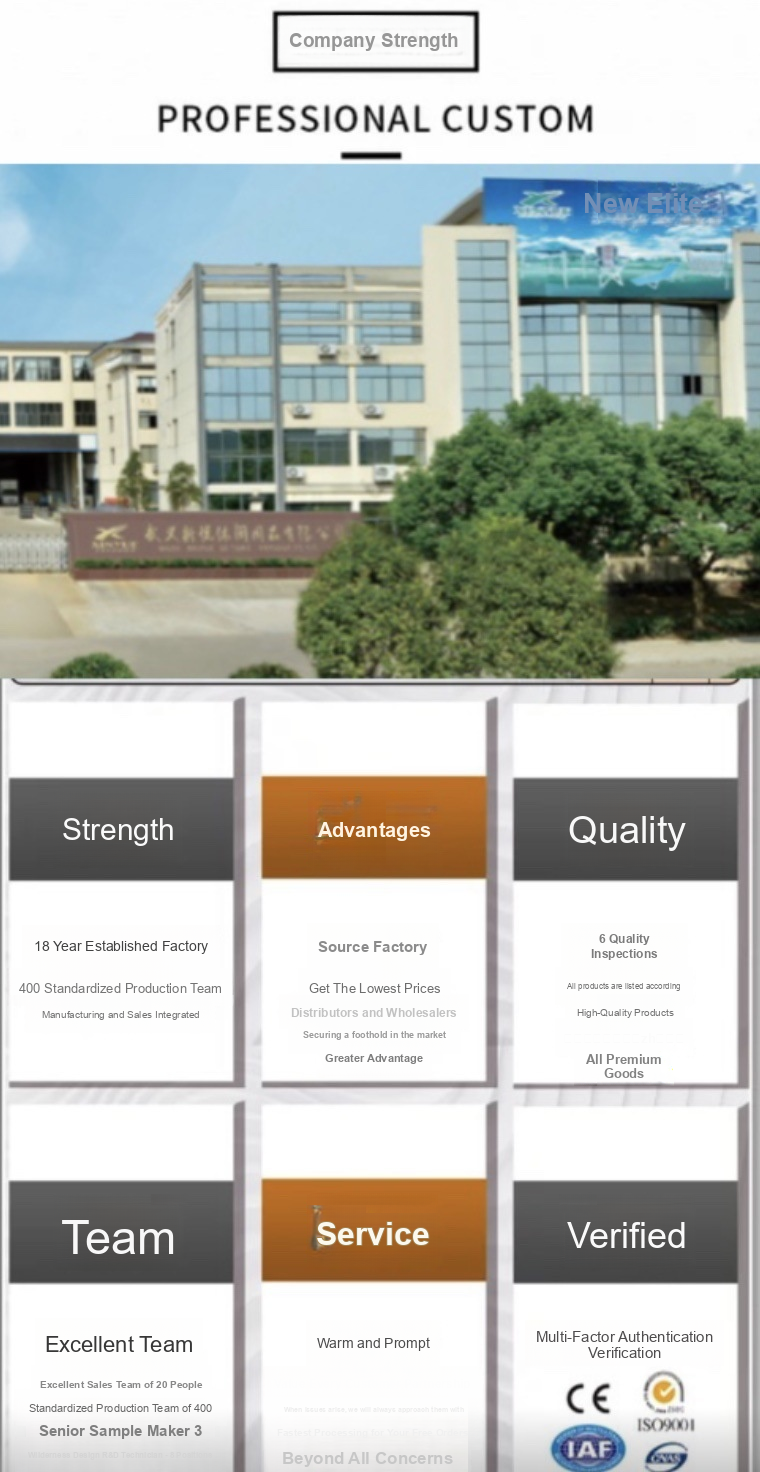 Company Strength
PROFESSIONAL CUSTOM
New Elite
Strength
Advantages
Quality
18 Year Established Factory
400 Standardized Production Team
Manufacturing and Sales Integrated
Source Factory
Get The Lowest Prices
Distributors and Wholesalers
Securing a foothold in the market
Greater Advantage
6 Quality
Inspections
All products are listed according
High-Quality Products
All Premium
Goods
Team
Service
Verified
Excellent Team
Excellent Sales Team of 20 People
Standardized Production Team of 400
Senior Sample Maker 3
Warm and Prompt
Beyond All Concerns
Multi-Factor Authentication
Verification
CE
ISO9001
IAF
CNAS